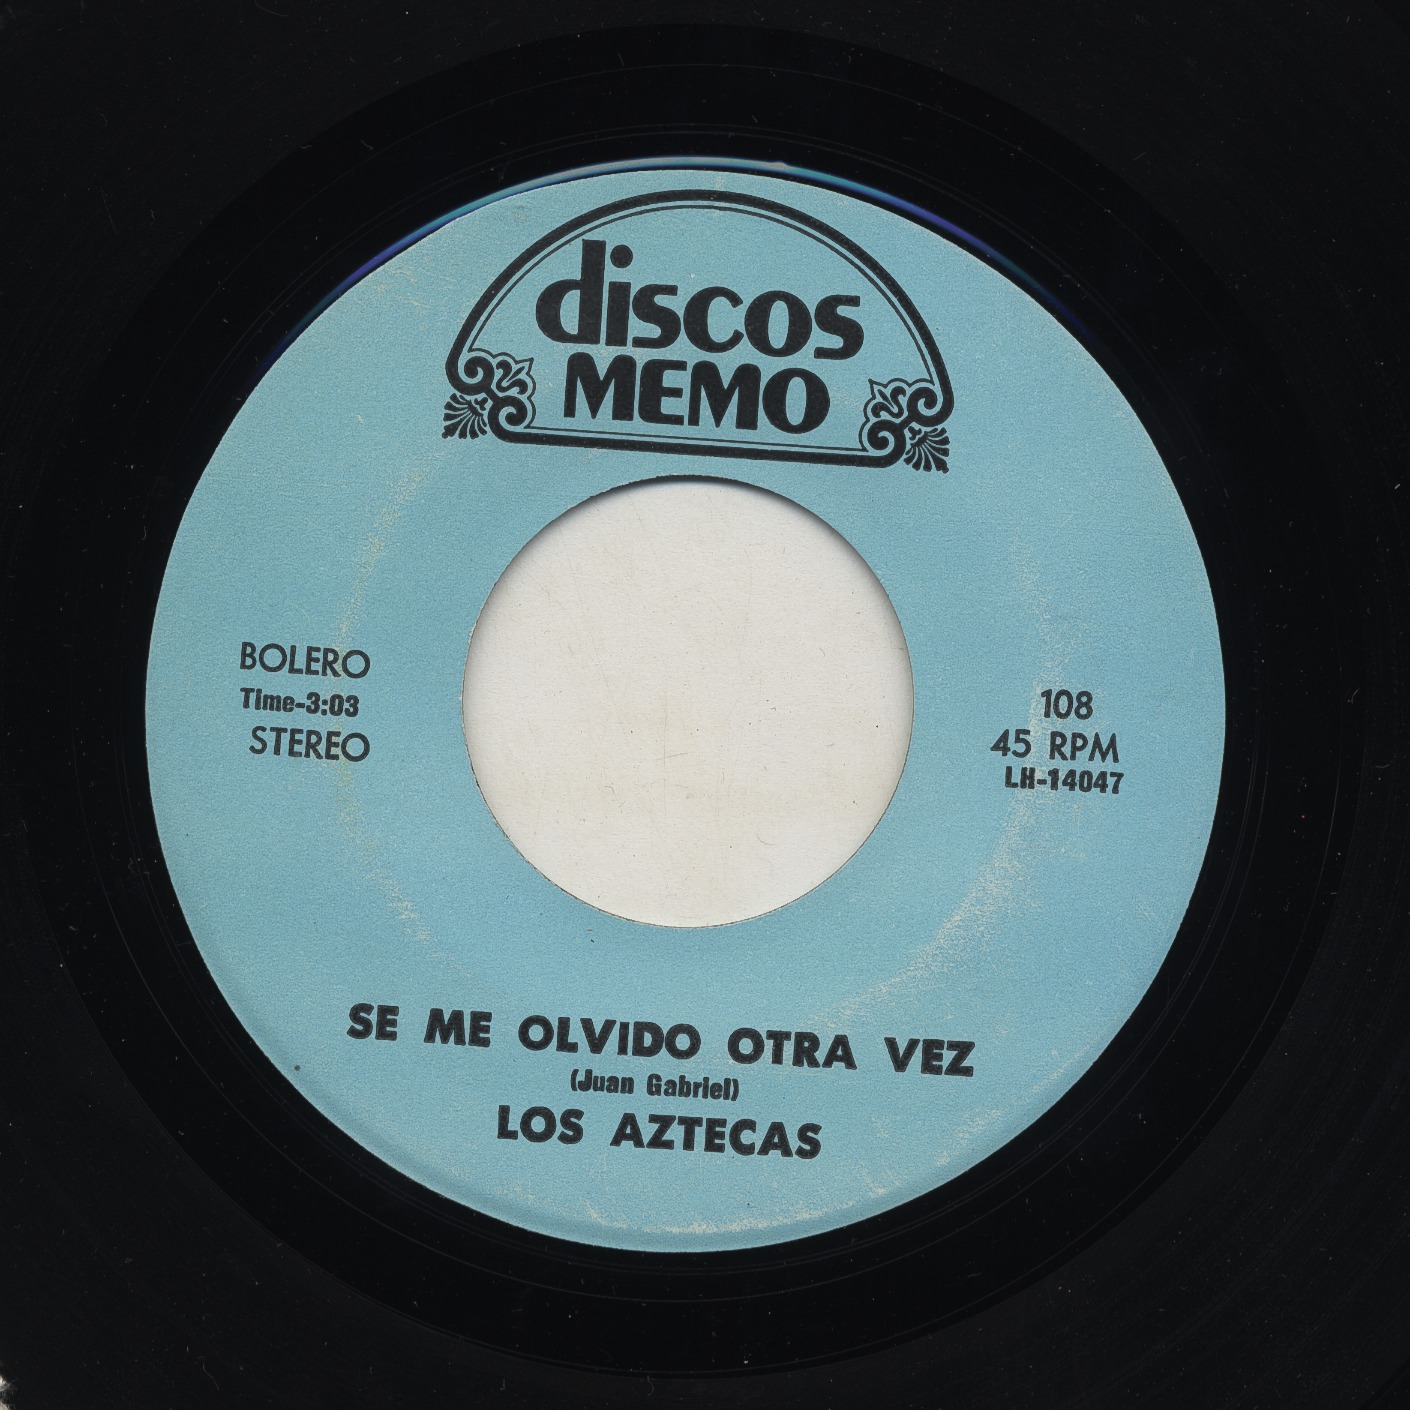 discos
MEMO
BOLERO
Time-3:03
STEREO
108
45 RPM
LH-14047
SE ME OLVIDO OTRA VEZ
(Juan Gabriel)
LOS AZTECAS